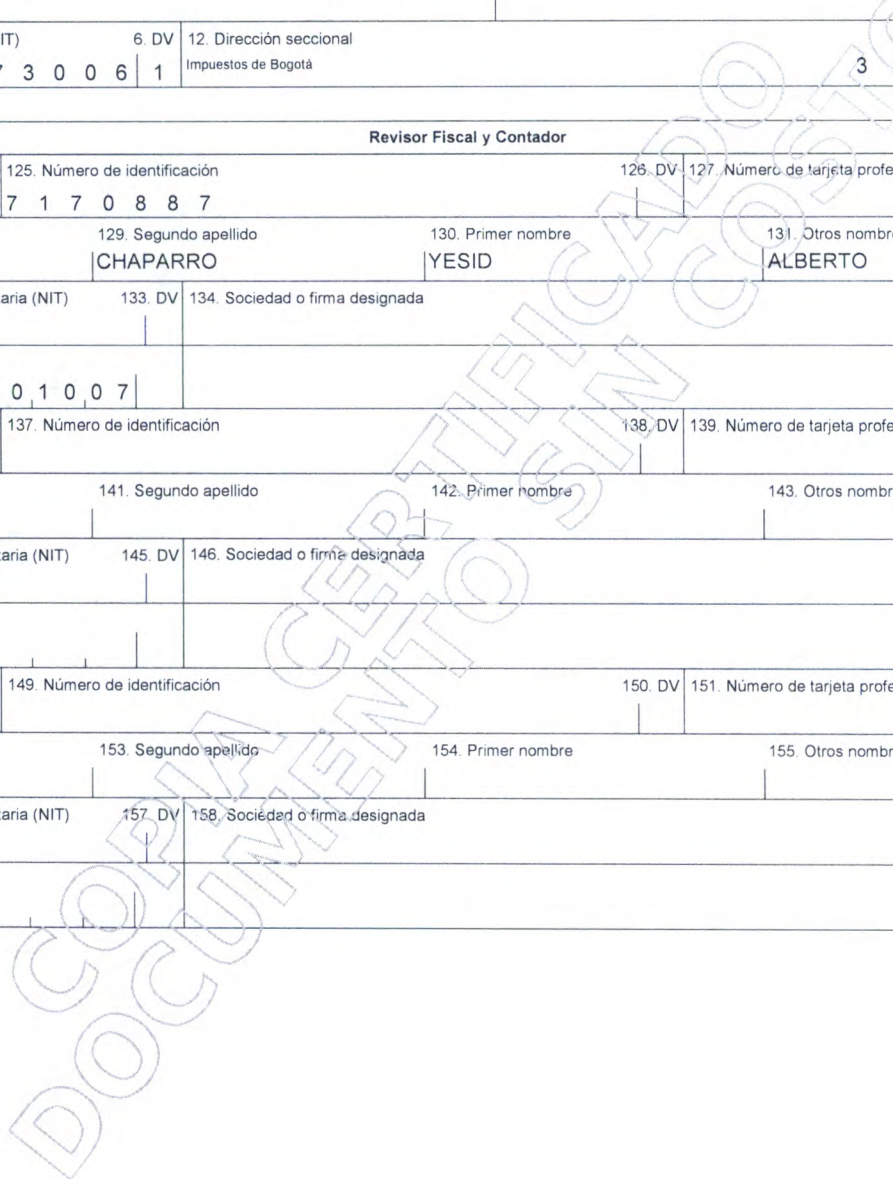 IT) 6. DV 12. Dirección seccional
3 0 0 6 1 Impuestos de Bogotá 3
Revisor Fiscal y Contador
125. Número de identificación 126. DV 127. Número de tarjeta profe
7 1 7 0 8 8 7
129. Segundo apellido 130. Primer nombre 131. Otros nombre
CHAPARRO YESID ALBERTO
taria (NIT) 133. DV 134. Sociedad o firma designada
0 1 0 0 7
137. Número de identificación 138. DV 139. Número de tarjeta profe
141. Segundo apellido 142. Primer nombre 143. Otros nombr
taria (NIT) 145. DV 146. Sociedad o firma designada
149. Número de identificación 150. DV 151. Número de tarjeta profe
153. Segundo apellido 154. Primer nombre 155. Otros nombr
taria (NIT) 157. DV 158. Sociedad o firma designada
COPIA CERTIFICADO
DOCUMENTO SIN COSTO